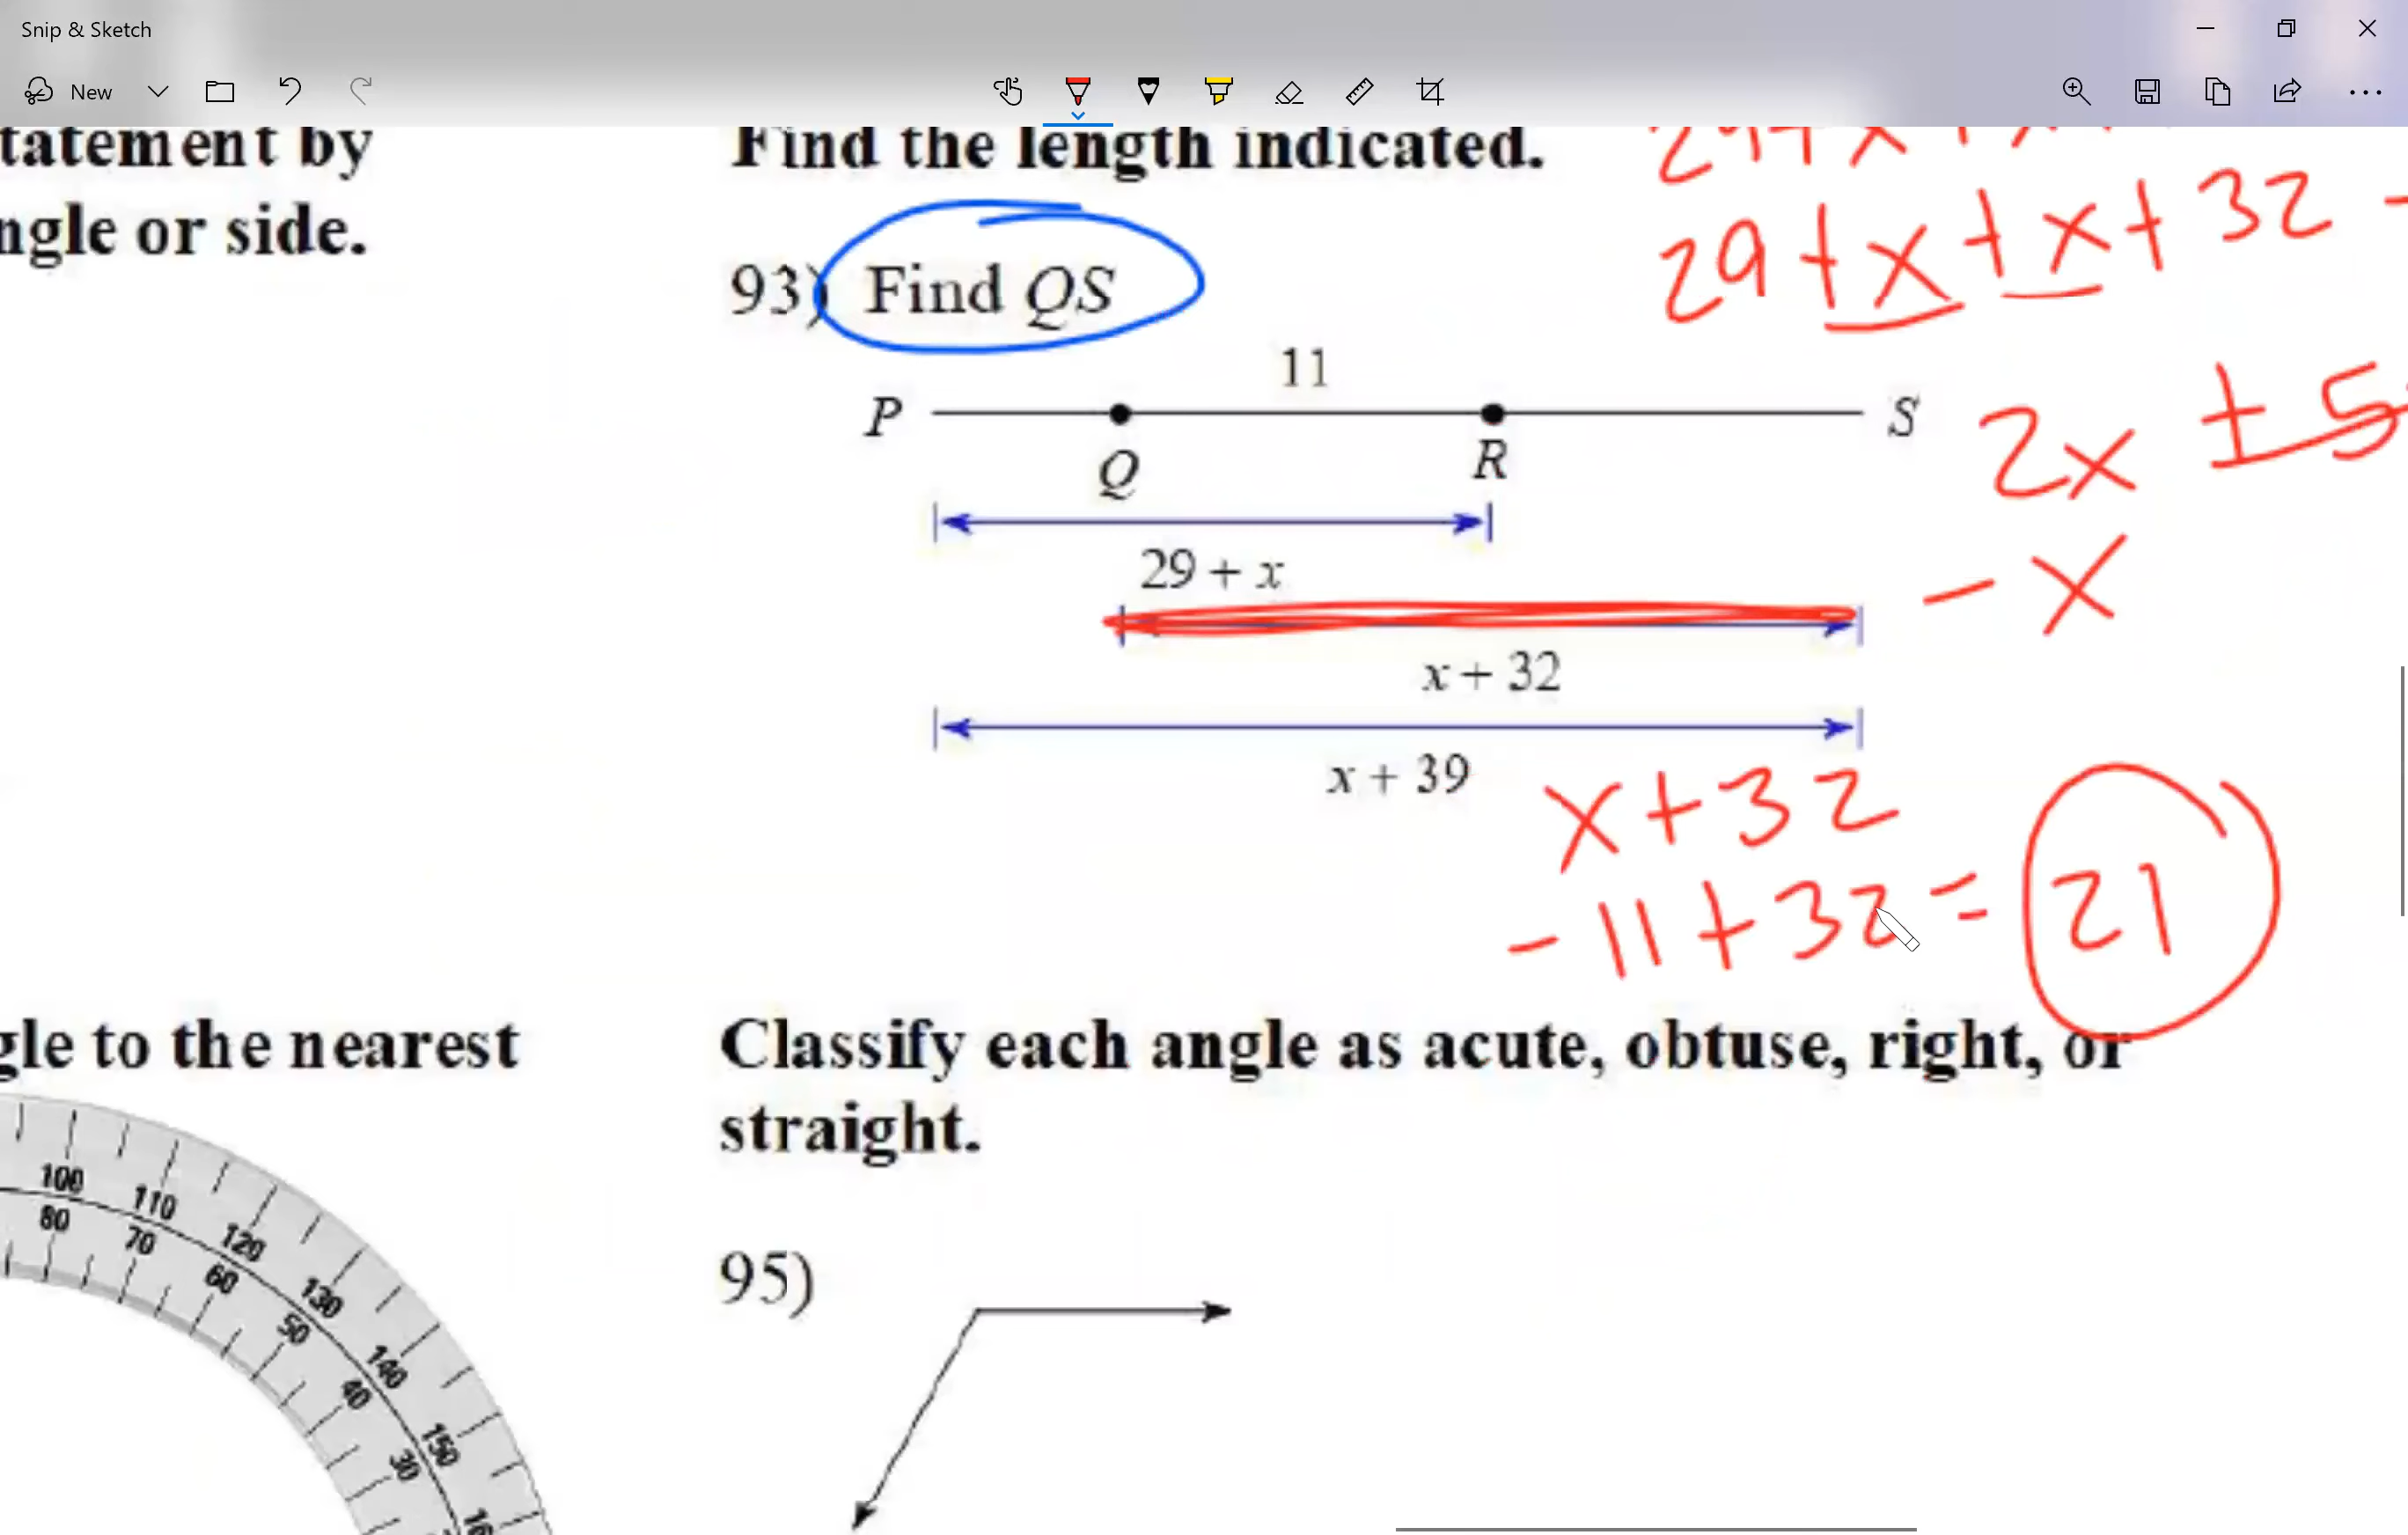 Snip & Sketch
New
tatement by
ngle or side.
Find the length indicated.
29 + x + x + 32 -
93) Find QS
11
P
S
Q
R
2x + 5
29 + x
- x
x + 32
x + 39
x + 32
- 11 + 32 = 21
gle to the nearest
Classify each angle as acute, obtuse, right, or
straight.
100 110 120 130 140 150
80 70 60 50 40 30
95)